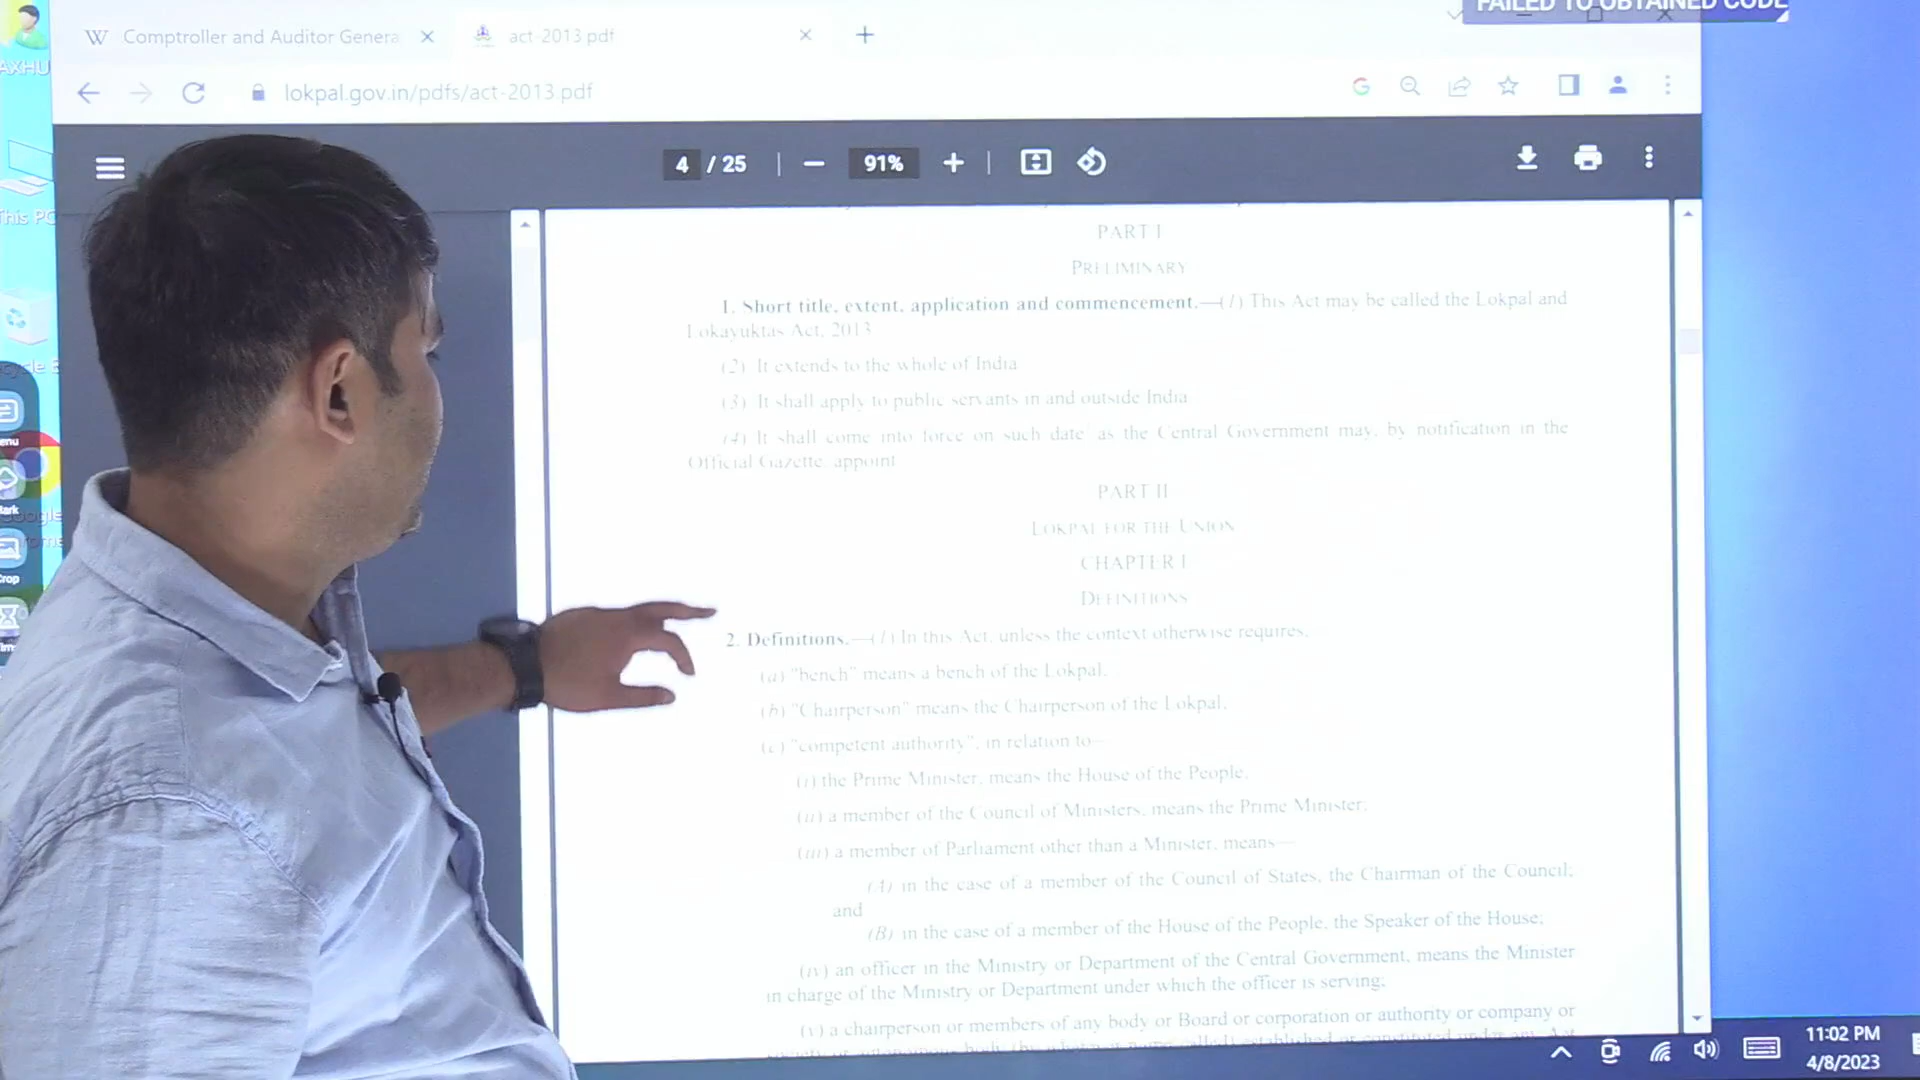 FAILED TO OBTAINED CODE
Comptroller and Auditor Genera
act-2013.pdf
lokpal.gov.in/pdfs/act-2013.pdf
4 / 25
91%
AXHU
This PC
PART I
PRELIMINARY
1. Short title, extent, application and commencement.—(1) This Act may be called the Lokpal and
Lokayuktas Act, 2013
(2) It extends to the whole of India
(3) It shall apply to public servants in and outside India
(4) It shall come into force on such date as the Central Government may, by notification in the
Official Gazette, appoint
PART II
LOKPAL FOR THE UNION
CHAPTER I
DEFINITIONS
2. Definitions.—(1) In this Act, unless the context otherwise requires,—
(a) "bench" means a bench of the Lokpal,
(b) "Chairperson" means the Chairperson of the Lokpal,
(c) "competent authority", in relation to—
(i) the Prime Minister, means the House of the People,
(ii) a member of the Council of Ministers, means the Prime Minister;
(iii) a member of Parliament other than a Minister, means—
(A) in the case of a member of the Council of States, the Chairman of the Council;
and
(B) in the case of a member of the House of the People, the Speaker of the House;
(iv) an officer in the Ministry or Department of the Central Government, means the Minister
in charge of the Ministry or Department under which the officer is serving;
(v) a chairperson or members of any body or Board or corporation or authority or company or
11:02 PM
4/8/2023